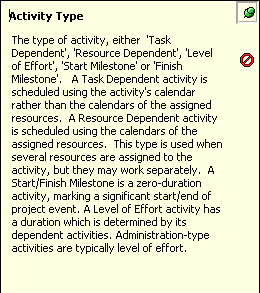 Activity Type
The type of activity, either  'Task
Dependent', 'Resource Dependent', 'Level
of Effort', 'Start Milestone' or 'Finish
Milestone'.  A Task Dependent activity is
scheduled using the activity's calendar
rather than the calendars of the assigned
resources.  A Resource Dependent activity
is scheduled using the calendars of the
assigned resources.  This type is used when
several resources are assigned to the
activity, but they may work separately.  A
Start/Finish Milestone is a zero-duration
activity, marking a significant start/end of
project event. A Level of Effort activity has
a duration which is determined by its
dependent activities. Administration-type
activities are typically level of effort.